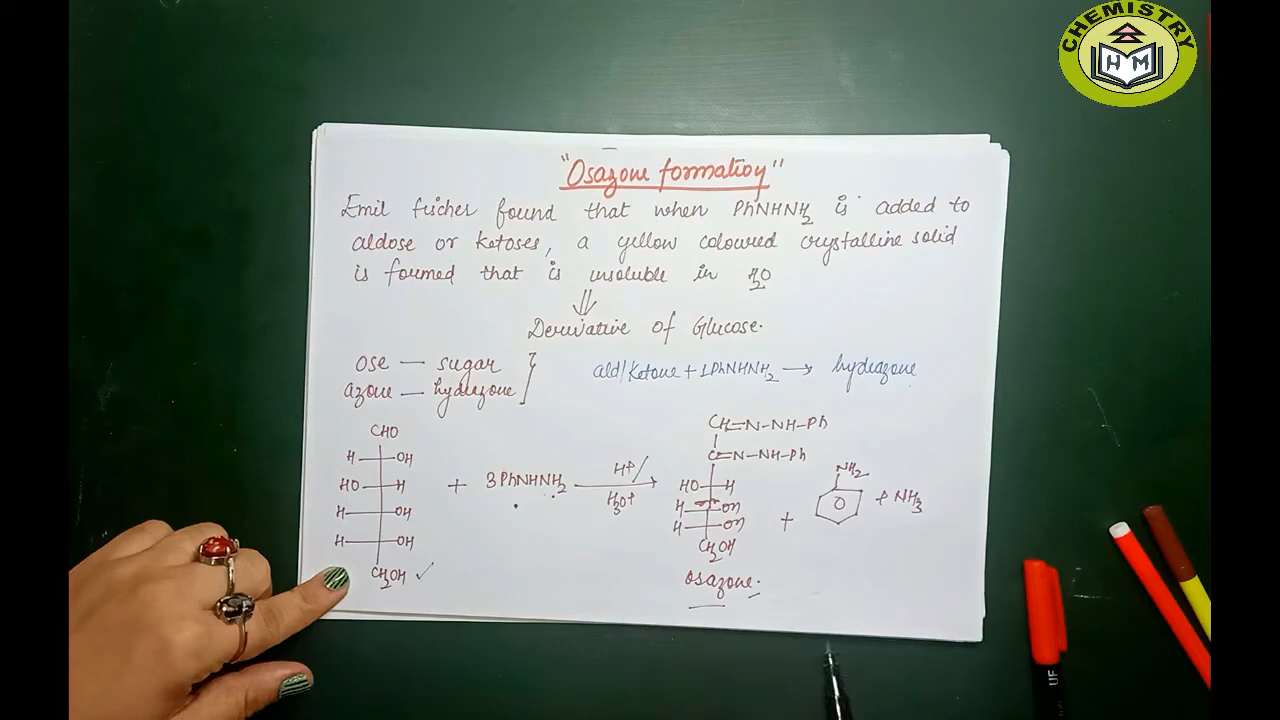 CHEMISTRY
HM
"Osazone formation"
Emil fischer found that when PhNHNH2 is added to
aldose or Ketoses, a yellow coloured crystalline solid
is formed that is insoluble in H2O
⇓
Derivative of Glucose.
ose — sugar
azone — hydrazone
ald/Ketone + 1PhNHNH2 → hydrazone
CHO
H OH
HO H
H OH
H OH
CH2OH ✓
+ 3PhNHNH2
H+/
H3O+
CH=N-NH-Ph
C=N-NH-Ph
HO H
H OH
H OH
CH2OH
osazone.
+
NH2
+ NH3
UF